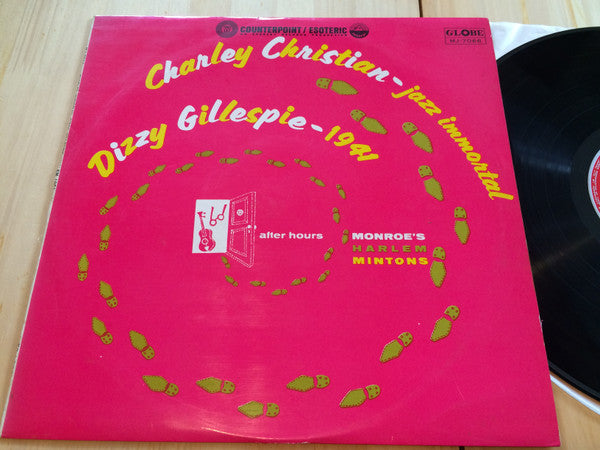 COUNTERPOINT / ESOTERIC
GLOBE
MJ-7066
Charley Christian - jazz immortal
Dizzy Gillespie - 1941
after hours
MONROE'S
HARLEM
MINTONS